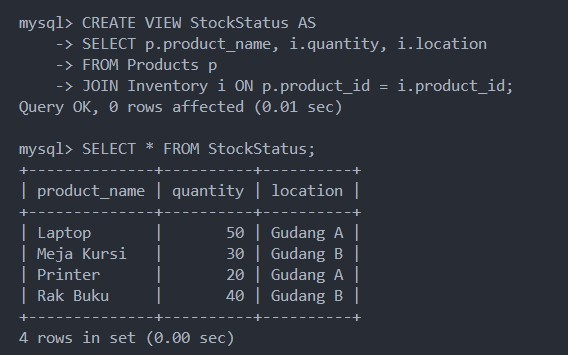 mysql> CREATE VIEW StockStatus AS
    -> SELECT p.product_name, i.quantity, i.location
    -> FROM Products p
    -> JOIN Inventory i ON p.product_id = i.product_id;
Query OK, 0 rows affected (0.01 sec)

mysql> SELECT * FROM StockStatus;
+--------------+----------+----------+
| product_name | quantity | location |
+--------------+----------+----------+
| Laptop       |       50 | Gudang A |
| Meja Kursi   |       30 | Gudang B |
| Printer      |       20 | Gudang A |
| Rak Buku     |       40 | Gudang B |
+--------------+----------+----------+
4 rows in set (0.00 sec)